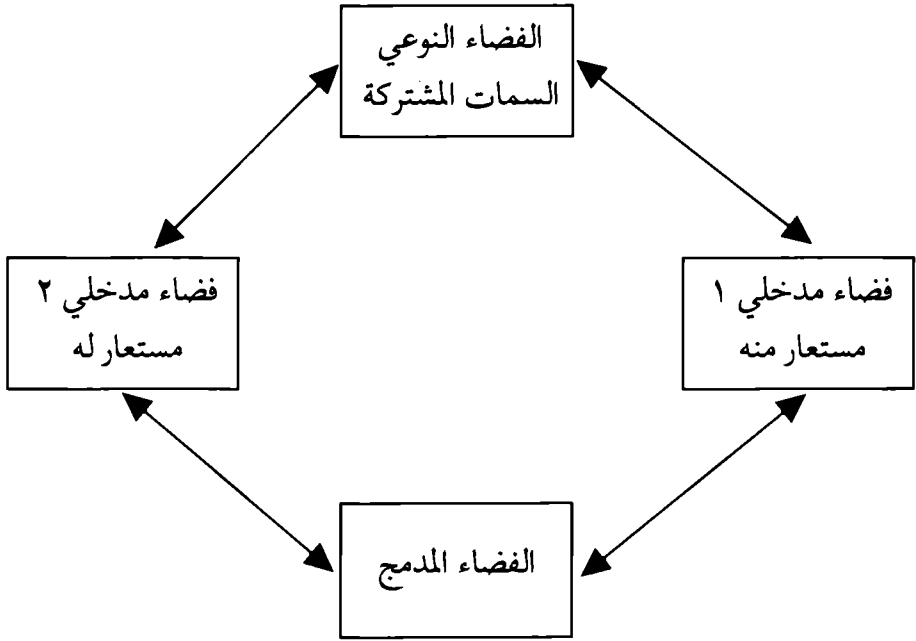 الفضاء النوعي
السمات المشتركة
فضاء مدخلي ١
مستعار منه
فضاء مدخلي ٢
مستعار له
الفضاء المدمج